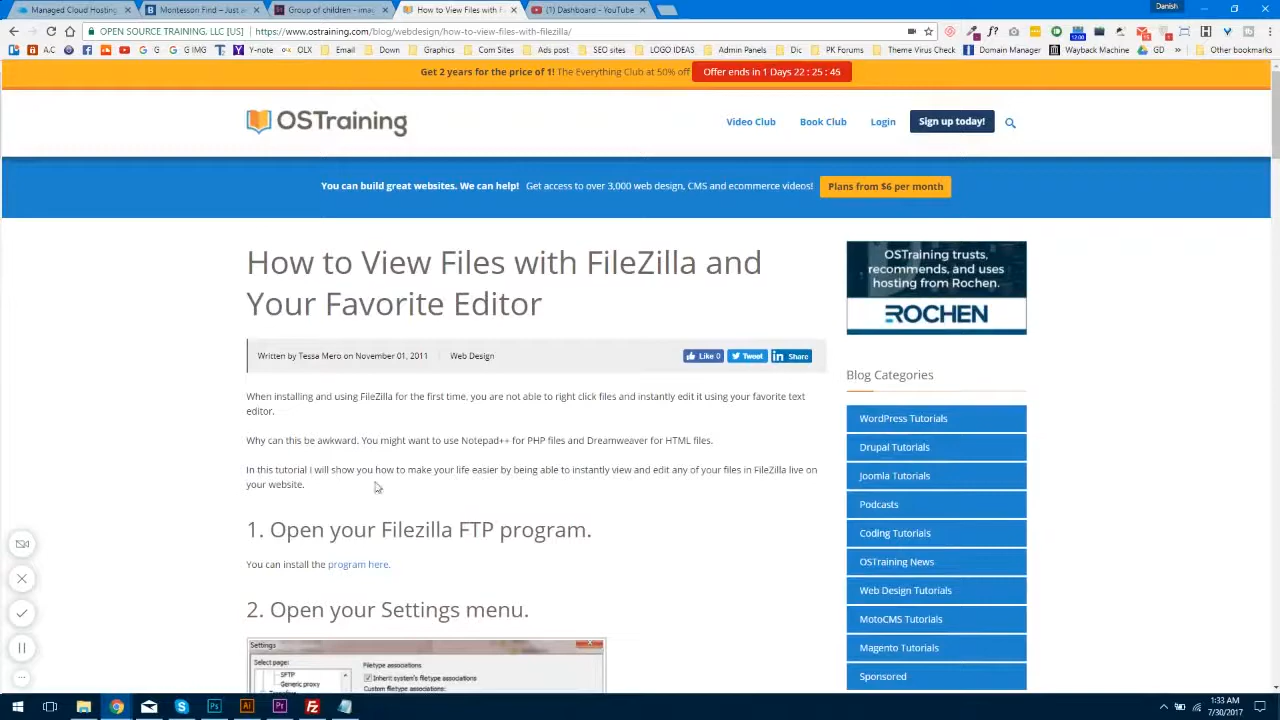 Managed Cloud Hosting
Montesson Find – Just a
Group of children - imag
How to View Files with F
(1) Dashboard - YouTube
Danish
OPEN SOURCE TRAINING, LLC [US]
https://www.ostraining.com/blog/webdesign/how-to-view-files-with-filezilla/
A.C
G IMG
Y-note
OLX
Email
Down
Graphics
Com Sites
Ads post
SEO sites
LOGO IDEAS
Admin Panels
Dic
PK Forums
Theme Virus Check
Domain Manager
Wayback Machine
GD
Other bookmarks
Get 2 years for the price of 1! The Everything Club at 50% off
Offer ends in 1 Days 22 : 25 : 46
OSTraining
Video Club
Book Club
Login
Sign up today!
You can build great websites. We can help! Get access to over 3,000 web design, CMS and ecommerce videos!
Plans from $6 per month
How to View Files with FileZilla and
Your Favorite Editor
Written by Tessa Mero on November 01, 2011
Web Design
Like 0
Tweet
Share
When installing and using FileZilla for the first time, you are not able to right click files and instantly edit it using your favorite text
editor.
Why can this be awkward. You might want to use Notepad++ for PHP files and Dreamweaver for HTML files.
In this tutorial I will show you how to make your life easier by being able to instantly view and edit any of your files in FileZilla live on
your website.
1. Open your Filezilla FTP program.
You can install the program here.
2. Open your Settings menu.
Settings
Select page:
SFTP
Generic proxy
Filetype associations
Inherit system's filetype associations
Custom filetype associations:
OSTraining trusts,
recommends, and uses
hosting from Rochen.
ROCHEN
Blog Categories
WordPress Tutorials
Drupal Tutorials
Joomla Tutorials
Podcasts
Coding Tutorials
OSTraining News
Web Design Tutorials
MotoCMS Tutorials
Magento Tutorials
Sponsored
1:33 AM
7/30/2017